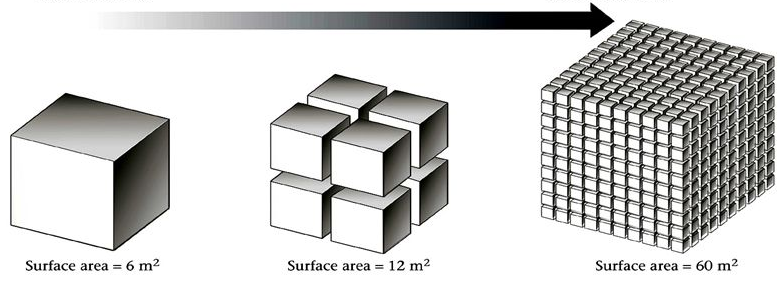 Surface area = 6 m²
Surface area = 12 m²
Surface area = 60 m²